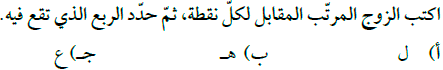 اكتب الزوج المرتّب المقابل لكلّ نقطة، ثمّ حدّد الربع الذي تقع فيه.
أ) ل ب) هـ جـ) ع